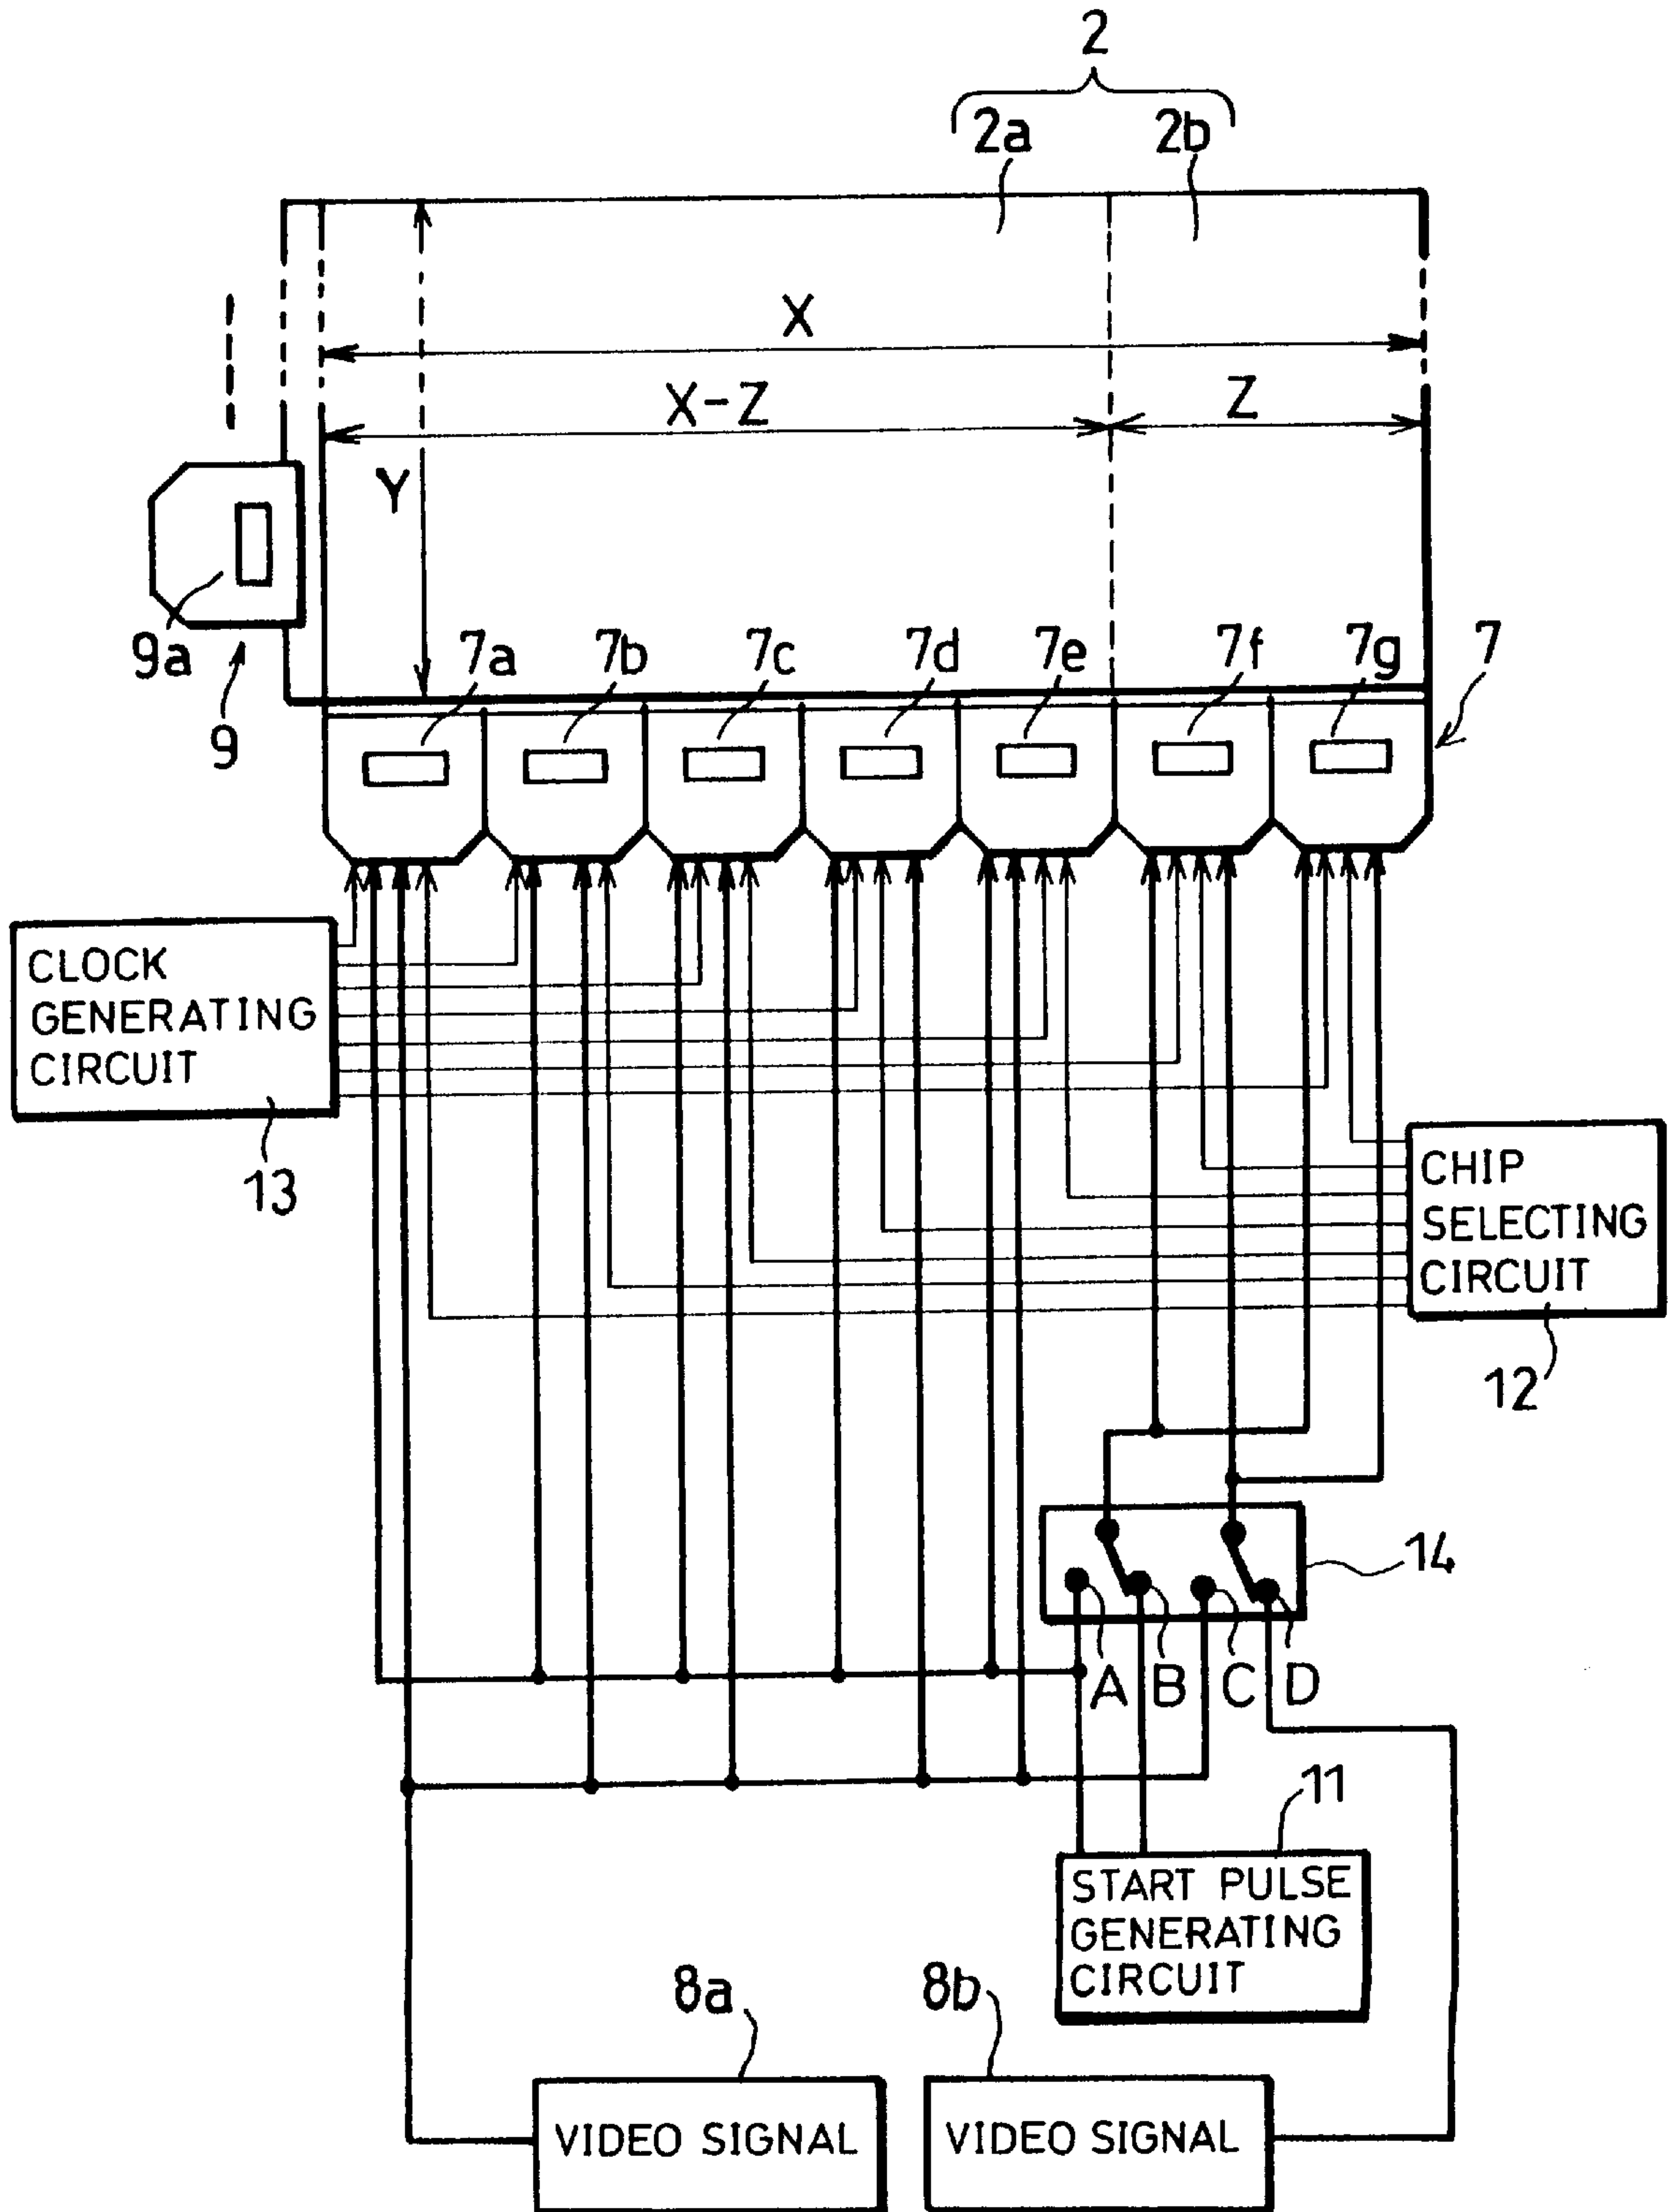 2
2a 2b
X
X-Z Z
Y
9a
9
7a 7b 7c 7d 7e 7f 7g 7
CLOCK
GENERATING
CIRCUIT
13
CHIP
SELECTING
CIRCUIT
12
14
A B C D
11
START PULSE
GENERATING
CIRCUIT
8a
8b
VIDEO SIGNAL
VIDEO SIGNAL